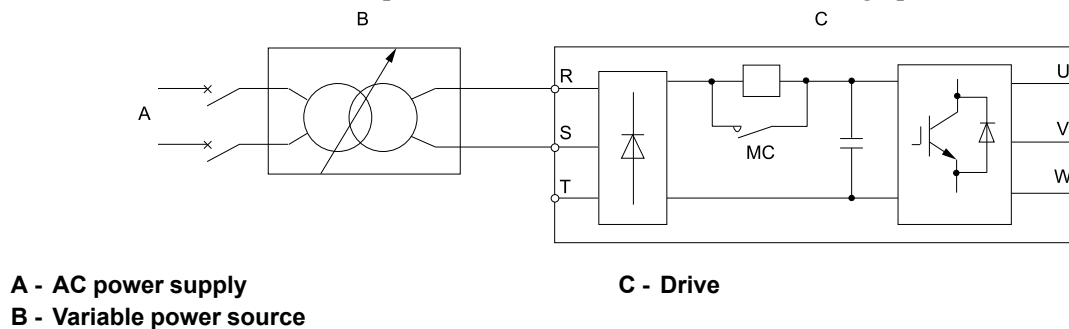 B
C
A
R
S
T
MC
U
V
W
A - AC power supply
C - Drive
B - Variable power source